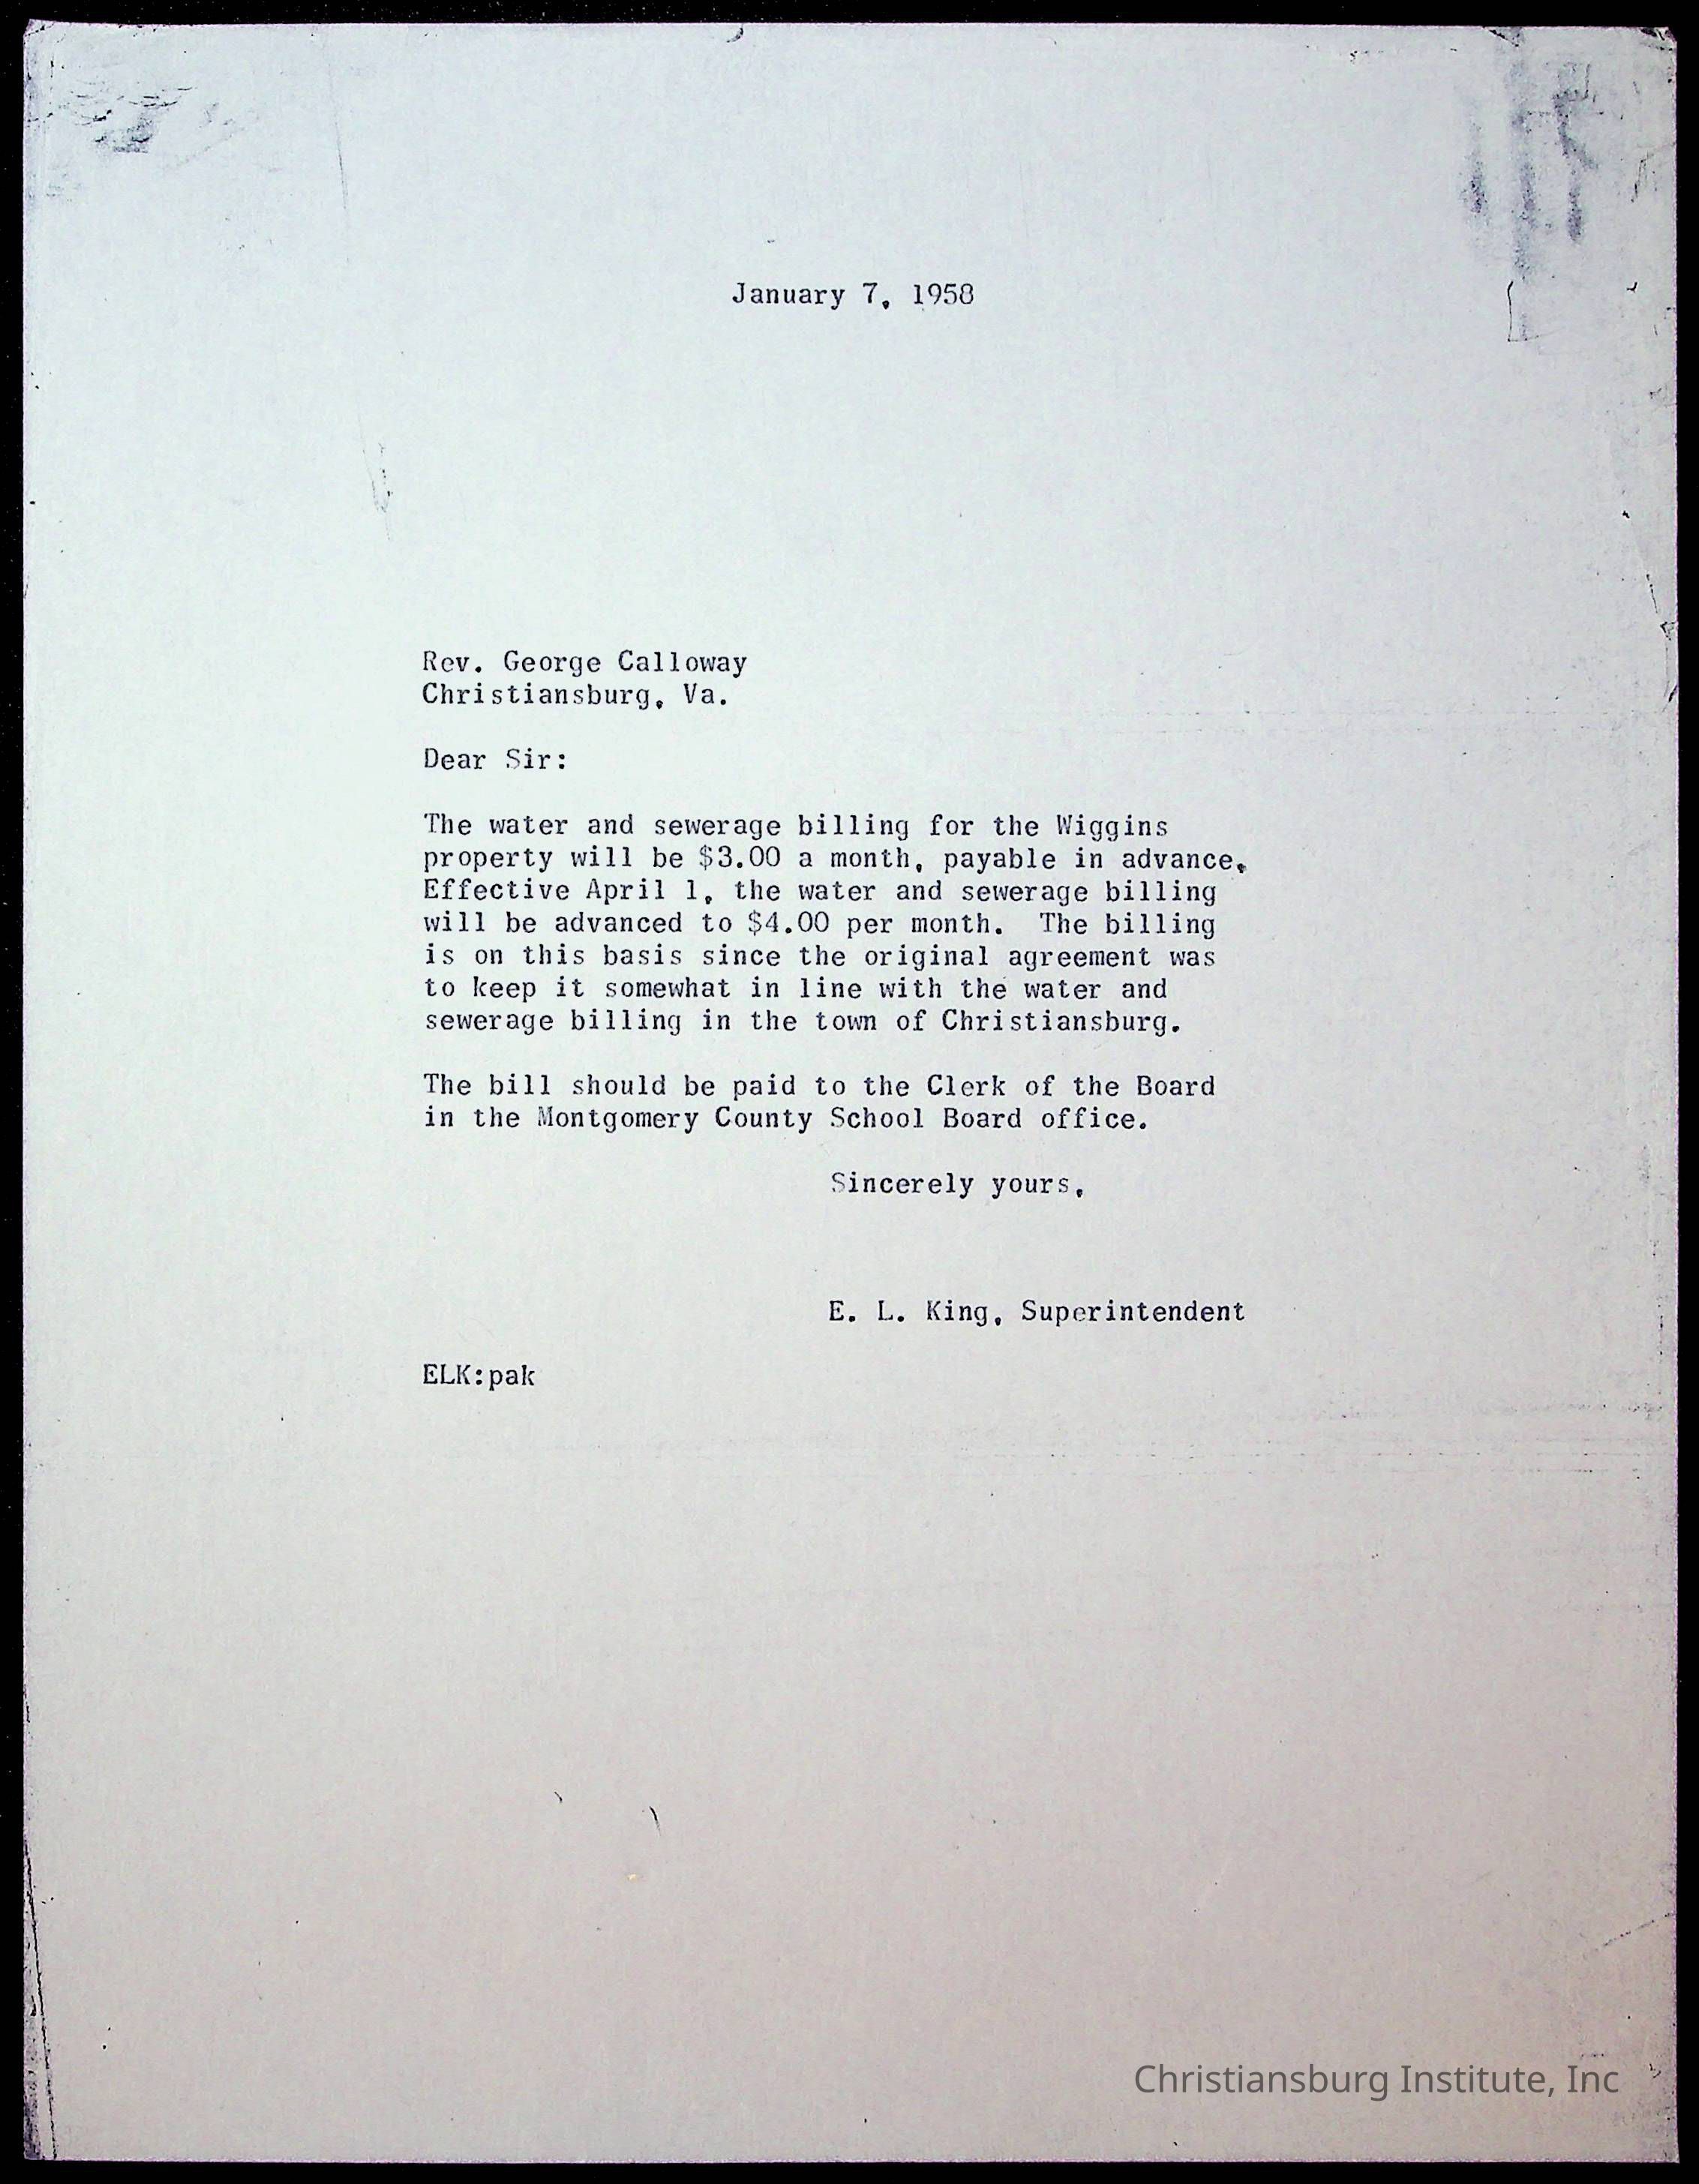 January 7, 1958
Rev. George Calloway
Christiansburg, Va.
Dear Sir:
The water and sewerage billing for the Wiggins
property will be $3.00 a month, payable in advance.
Effective April 1, the water and sewerage billing
will be advanced to $4.00 per month. The billing
is on this basis since the original agreement was
to keep it somewhat in line with the water and
sewerage billing in the town of Christiansburg.
The bill should be paid to the Clerk of the Board
in the Montgomery County School Board office.
Sincerely yours,
E. L. King, Superintendent
ELK:pak
Christiansburg Institute, Inc